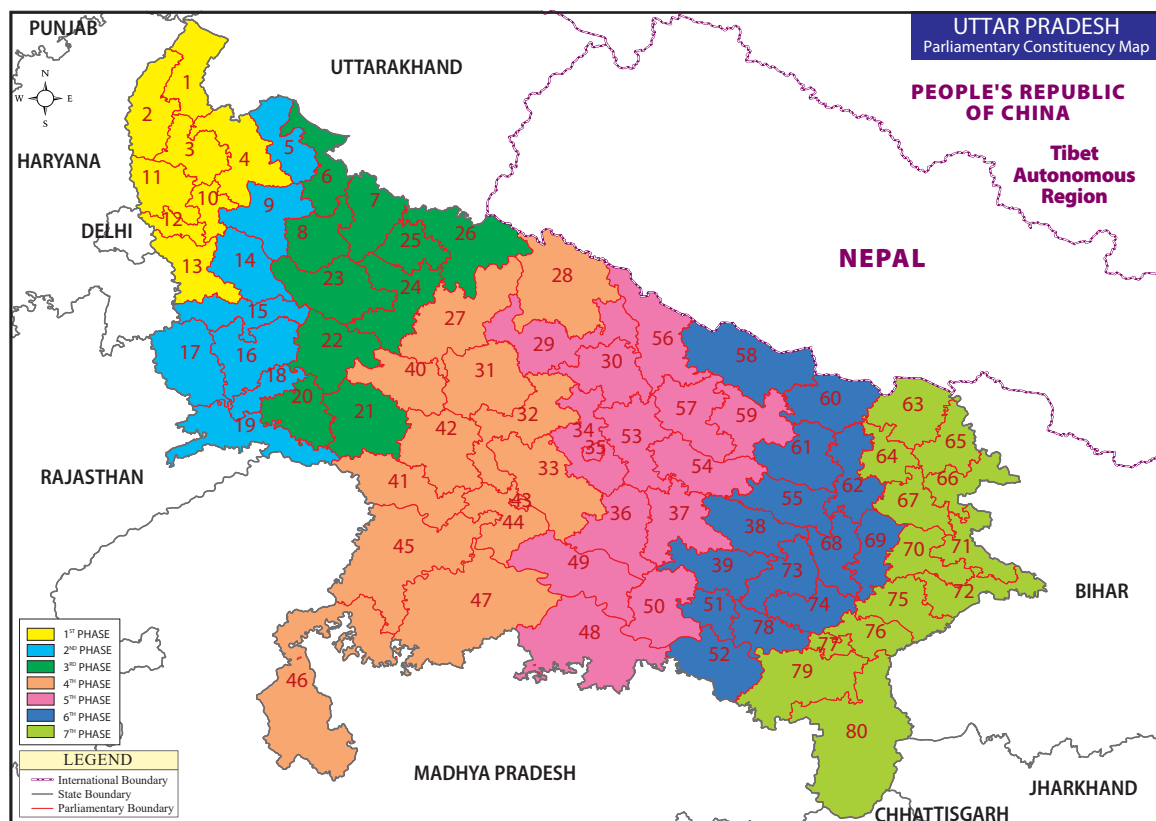 UTTAR PRADESH
Parliamentary Constituency Map
PUNJAB
UTTARAKHAND
N
W E
S
PEOPLE'S REPUBLIC
OF CHINA
Tibet
Autonomous
Region
HARYANA
DELHI
NEPAL
RAJASTHAN
BIHAR
MADHYA PRADESH
JHARKHAND
CHHATTISGARH
1
2
3
4
5
6
7
8
9
10
11
12
13
14
15
16
17
18
19
20
21
22
23
24
25
26
27
28
29
30
31
32
33
34
35
36
37
38
39
40
41
42
43
44
45
46
47
48
49
50
51
52
53
54
55
56
57
58
59
60
61
62
63
64
65
66
67
68
69
70
71
72
73
74
75
76
77
78
79
80
1ST PHASE
2ND PHASE
3RD PHASE
4TH PHASE
5TH PHASE
6TH PHASE
7TH PHASE
LEGEND
International Boundary
State Boundary
Parliamentary Boundary